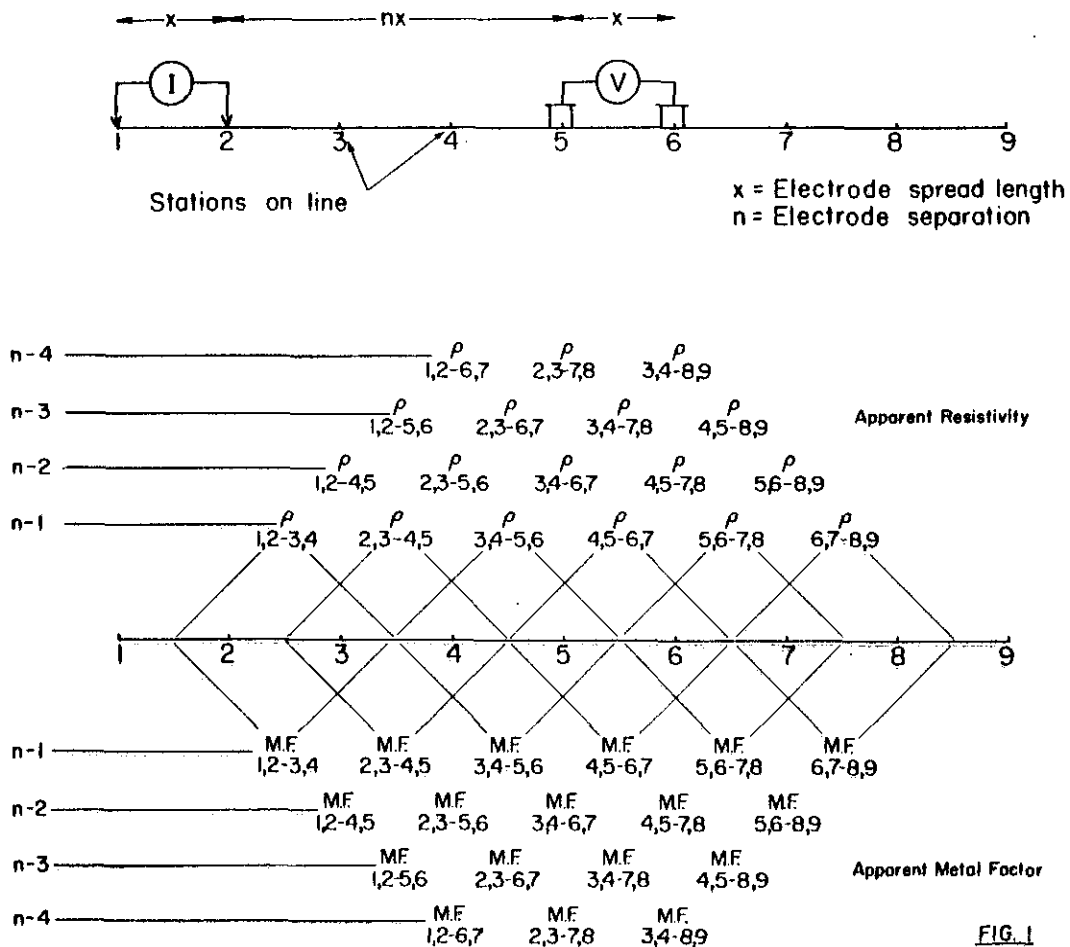 x nx x
I V
1 2 3 4 5 6 7 8 9
Stations on line
x = Electrode spread length
n = Electrode separation
n-4 ρ ρ ρ
1,2-6,7 2,3-7,8 3,4-8,9
n-3 ρ ρ ρ ρ Apparent Resistivity
1,2-5,6 2,3-6,7 3,4-7,8 4,5-8,9
n-2 ρ ρ ρ ρ ρ
1,2-4,5 2,3-5,6 3,4-6,7 4,5-7,8 5,6-8,9
n-1 ρ ρ ρ ρ ρ ρ
1,2-3,4 2,3-4,5 3,4-5,6 4,5-6,7 5,6-7,8 6,7-8,9
1 2 3 4 5 6 7 8 9
n-1 M.F. M.F. M.F. M.F. M.F. M.F.
1,2-3,4 2,3-4,5 3,4-5,6 4,5-6,7 5,6-7,8 6,7-8,9
n-2 M.F. M.F. M.F. M.F. M.F.
1,2-4,5 2,3-5,6 3,4-6,7 4,5-7,8 5,6-8,9
n-3 M.F. M.F. M.F. M.F. Apparent Metal Factor
1,2-5,6 2,3-6,7 3,4-7,8 4,5-8,9
n-4 M.F. M.F. M.F.
1,2-6,7 2,3-7,8 3,4-8,9
FIG. 1